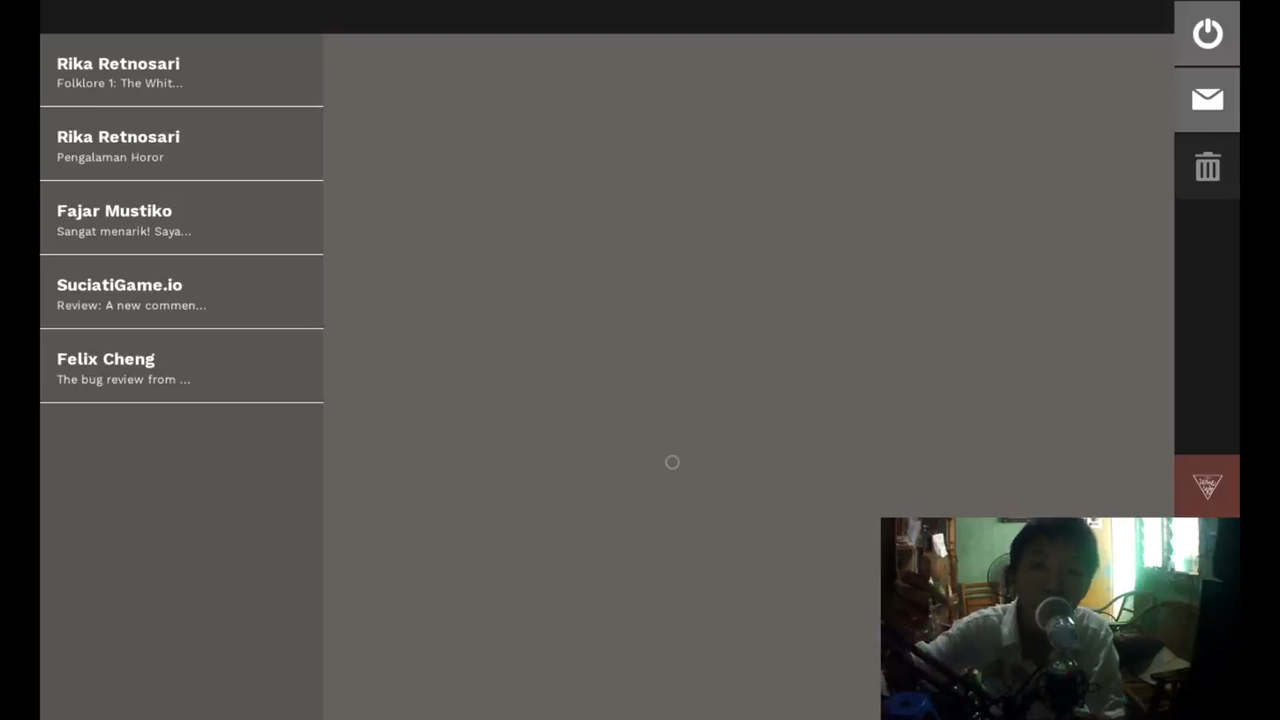 Rika Retnosari
Folklore 1: The Whit...
Rika Retnosari
Pengalaman Horor
Fajar Mustiko
Sangat menarik! Saya...
SuciatiGame.io
Review: A new commen...
Felix Cheng
The bug review from ...